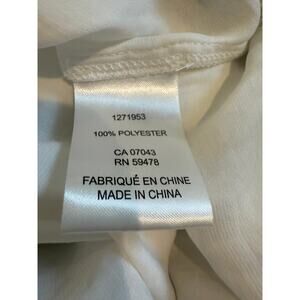 1271953
100% POLYESTER
CA 07043
RN 59478
FABRIQUÉ EN CHINE
MADE IN CHINA